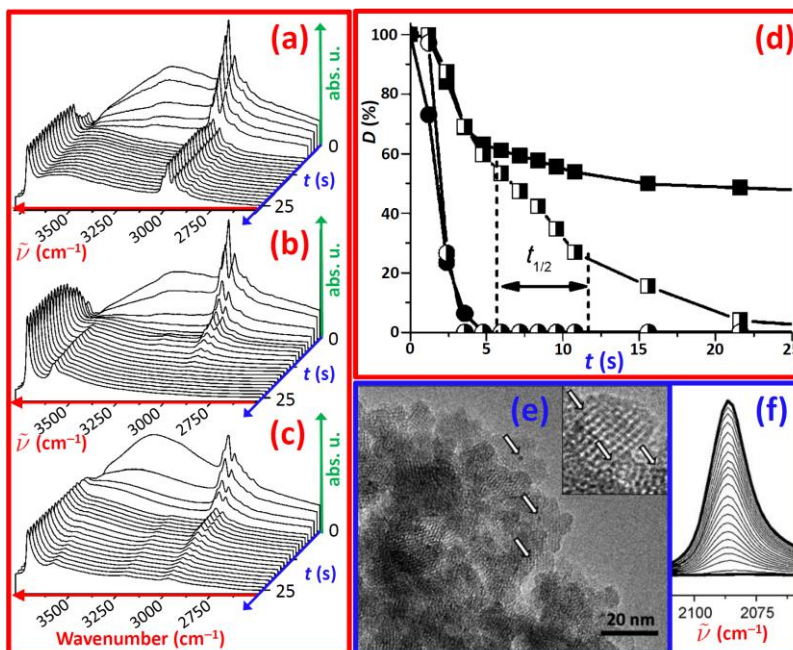 (a)
abs. u.
0
t (s)
25
3500 3250 3000 2750
ν̃ (cm⁻¹)
(b)
abs. u.
0
t (s)
25
3500 3250 3000 2750
ν̃ (cm⁻¹)
(c)
abs. u.
0
t (s)
25
3500 3250 3000 2750
Wavenumber (cm⁻¹)
(d)
D (%)
100
80
60
40
20
0
t₁/₂
0 5 10 15 20 25
t (s)
(e)
20 nm
(f)
2100 2075
ν̃ (cm⁻¹)